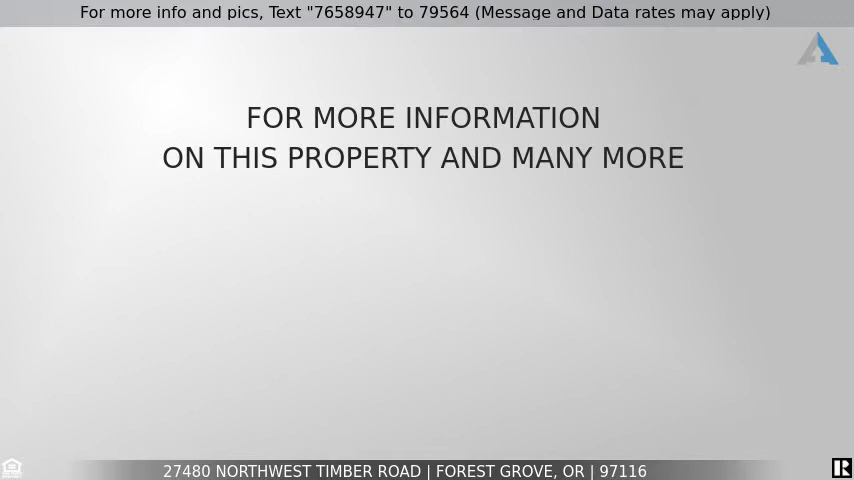 For more info and pics, Text "7658947" to 79564 (Message and Data rates may apply)
FOR MORE INFORMATION
ON THIS PROPERTY AND MANY MORE
27480 NORTHWEST TIMBER ROAD | FOREST GROVE, OR | 97116